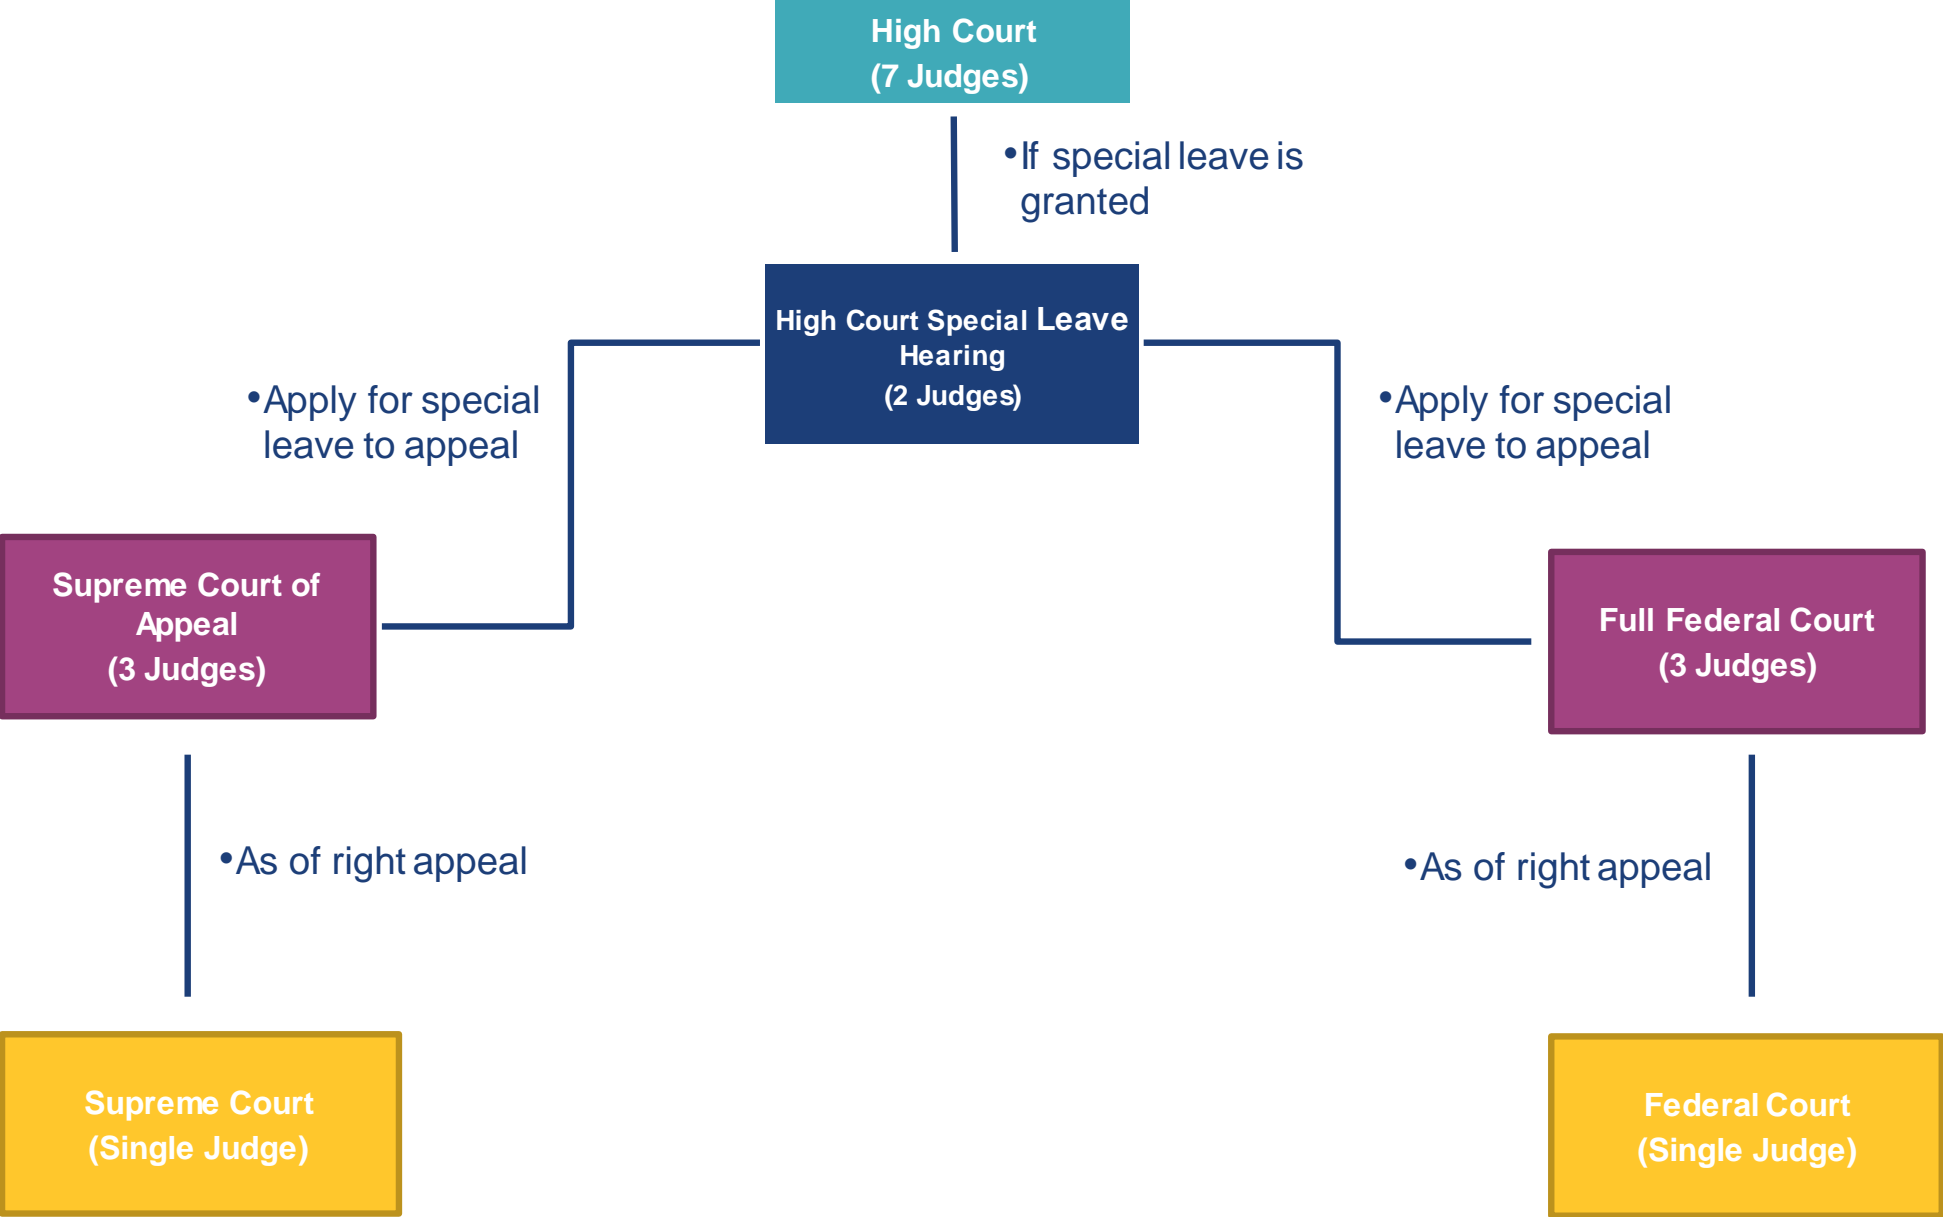 High Court
(7 Judges)
•If special leave is
granted
High Court Special Leave
Hearing
(2 Judges)
•Apply for special
leave to appeal
•Apply for special
leave to appeal
Supreme Court of
Appeal
(3 Judges)
Full Federal Court
(3 Judges)
•As of right appeal
•As of right appeal
Supreme Court
(Single Judge)
Federal Court
(Single Judge)